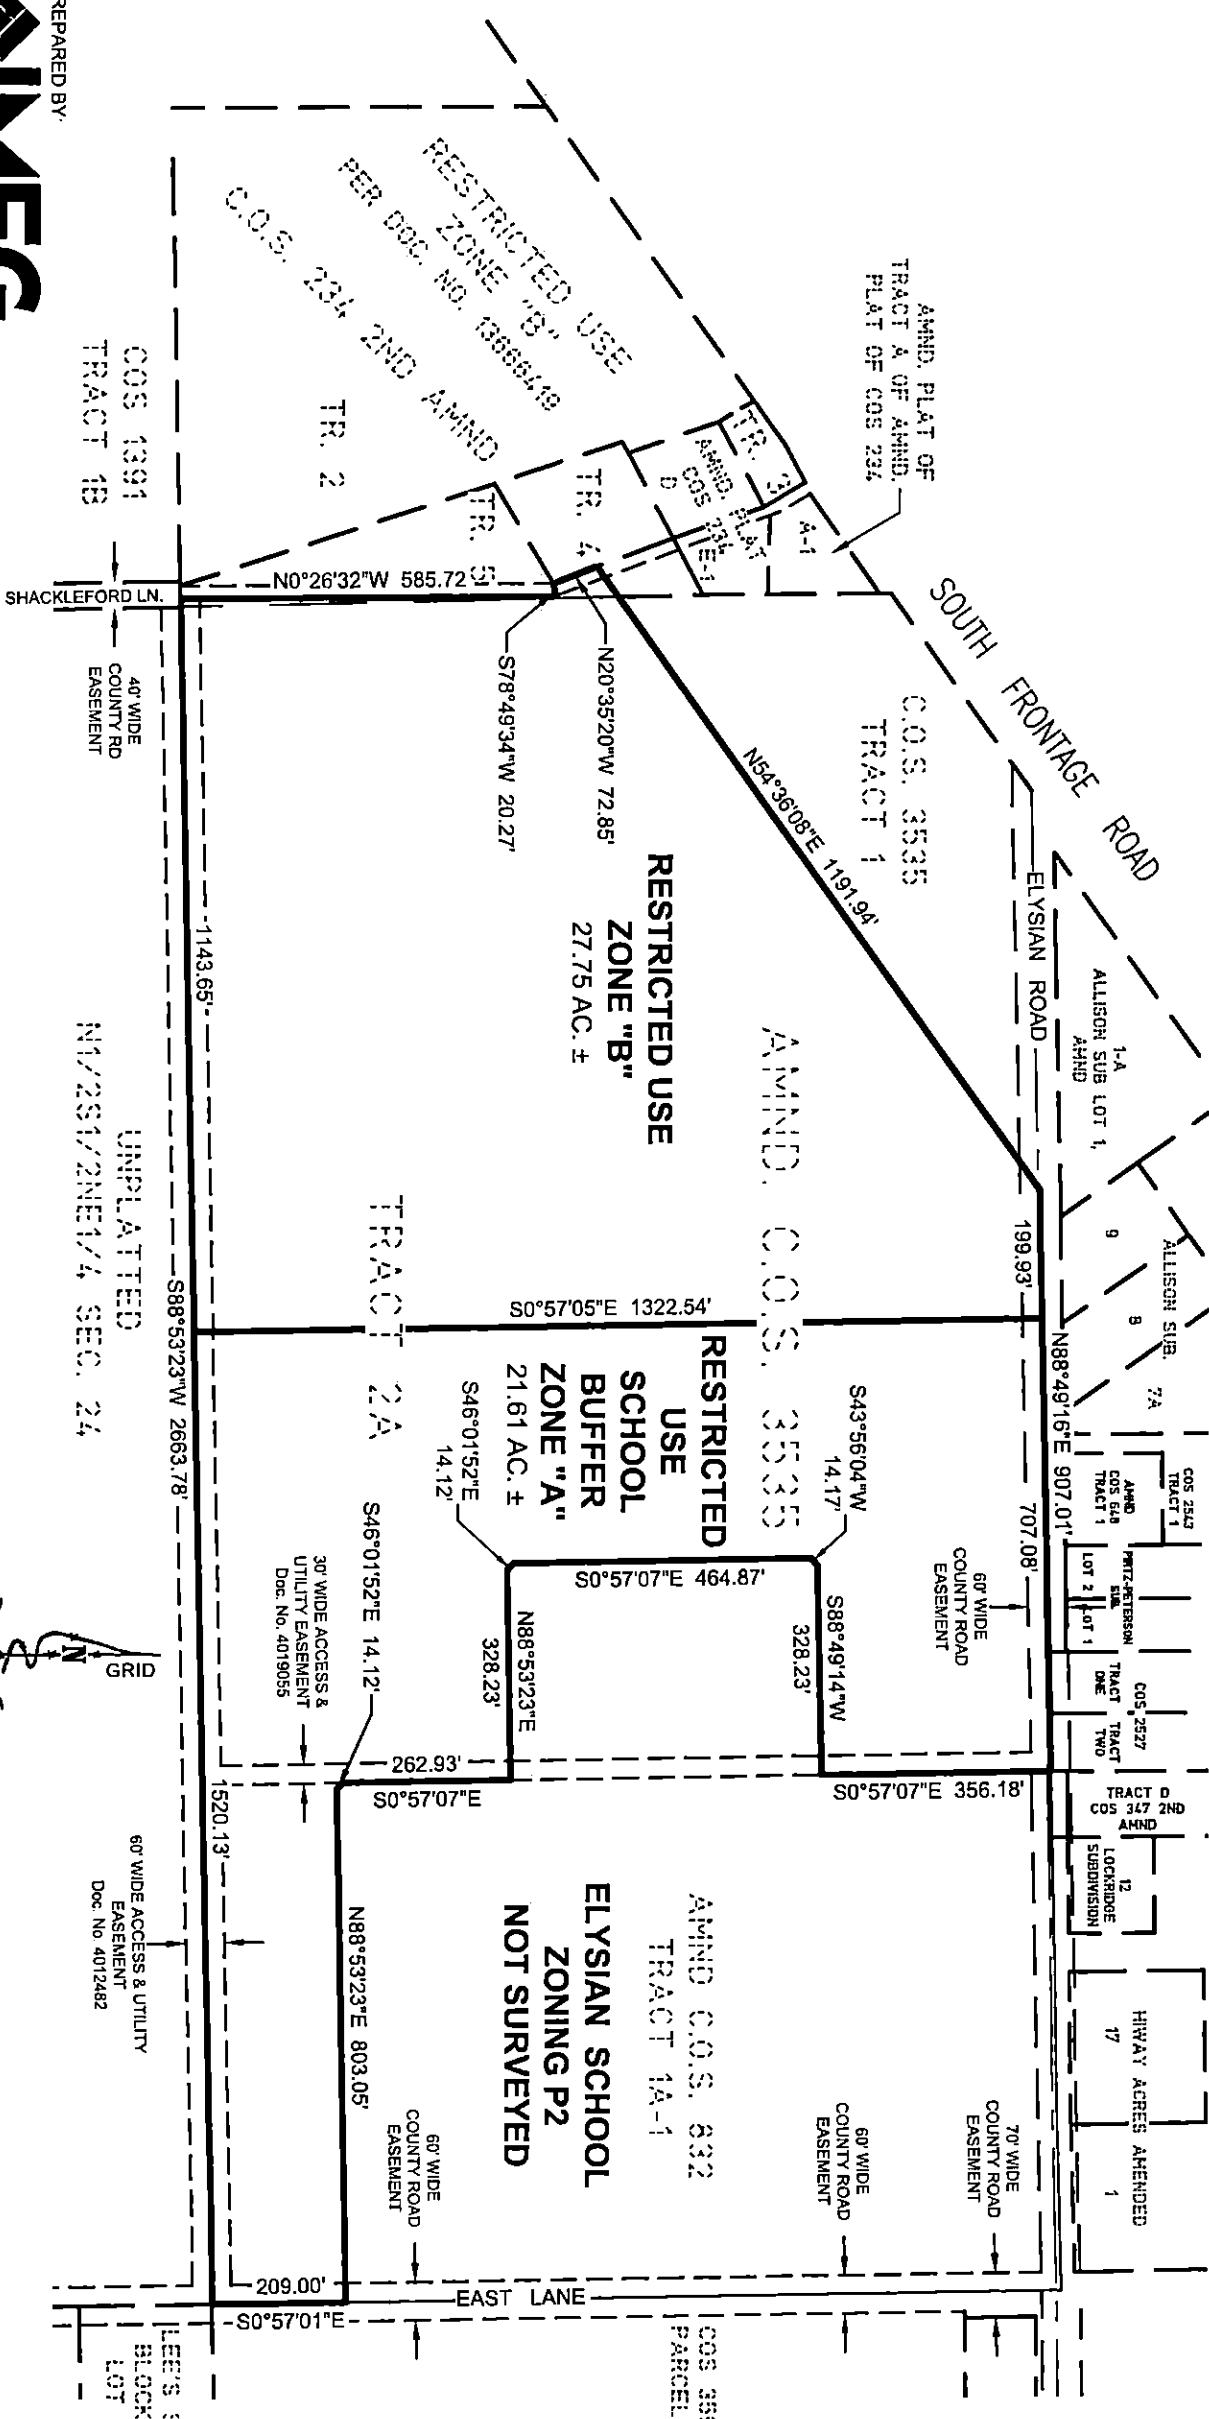 PREPARED BY:
SOUTH FRONTAGE ROAD
AMND. PLAT OF
TRACT A OF AMND.
PLAT OF COS 234
RESTRICTED USE
ZONE "B"
PER DOC. NO.
C.O.S. 234 2ND AMND
TR. 2
TR. 3
AMND. PLAT
COS 234
D
E-1
A-1
TR. 4
TR. 5
COS 1391
TRACT 1B
SHACKLEFORD LN.
40' WIDE
COUNTY RD
EASEMENT
N0°26'32"W 585.72'
S78°49'34"W 20.27'
N20°35'20"W 72.85'
N54°36'08"E 1191.94'
C.O.S. 3535
TRACT 1
ELYSIAN ROAD
1-A
ALLISON SUB LOT 1,
AMND
9
8
ALLISON SUB.
7A
RESTRICTED USE
ZONE "B"
27.75 AC. ±
199.93'
N88°49'16"E 907.01'
707.08'
COS 2543
TRACT 1
AMND
COS 648
TRACT 1
PIRTZ-PETERSON
SUB.
LOT 2
LOT 1
COS 2527
TRACT
ONE
TRACT
TWO
TRACT D
COS 347 2ND
AMND
12
LOCKRIDGE
SUBDIVISION
HIWAY ACRES AMENDED
17
1
AMND. C.O.S. 3535
TRACT 2A
S0°57'05"E 1322.54'
RESTRICTED
USE
SCHOOL
BUFFER
ZONE "A"
21.61 AC. ±
S43°56'04"W
14.17'
S46°01'52"E
14.12'
S0°57'07"E 464.87'
S88°49'14"W
328.23'
N88°53'23"E
328.23'
60' WIDE
COUNTY ROAD
EASEMENT
S0°57'07"E 356.18'
262.93'
S0°57'07"E
S46°01'52"E 14.12'
30' WIDE ACCESS &
UTILITY EASEMENT
Doc. No. 4019055
1143.65'
S88°53'23"W 2663.78'
1520.13'
UNPLATTED
N1/2S1/2NE1/4 SEC. 24
N
GRID
60' WIDE ACCESS & UTILITY
EASEMENT
Doc. No. 4012482
AMND C.O.S. 832
TRACT 1A-1
ELYSIAN SCHOOL
ZONING P2
NOT SURVEYED
N88°53'23"E 803.05'
60' WIDE
COUNTY ROAD
EASEMENT
60' WIDE
COUNTY ROAD
EASEMENT
70' WIDE
COUNTY ROAD
EASEMENT
209.00'
S0°57'01"E
EAST LANE
COS
PARCEL
LEE'S
BLOCK
LOT